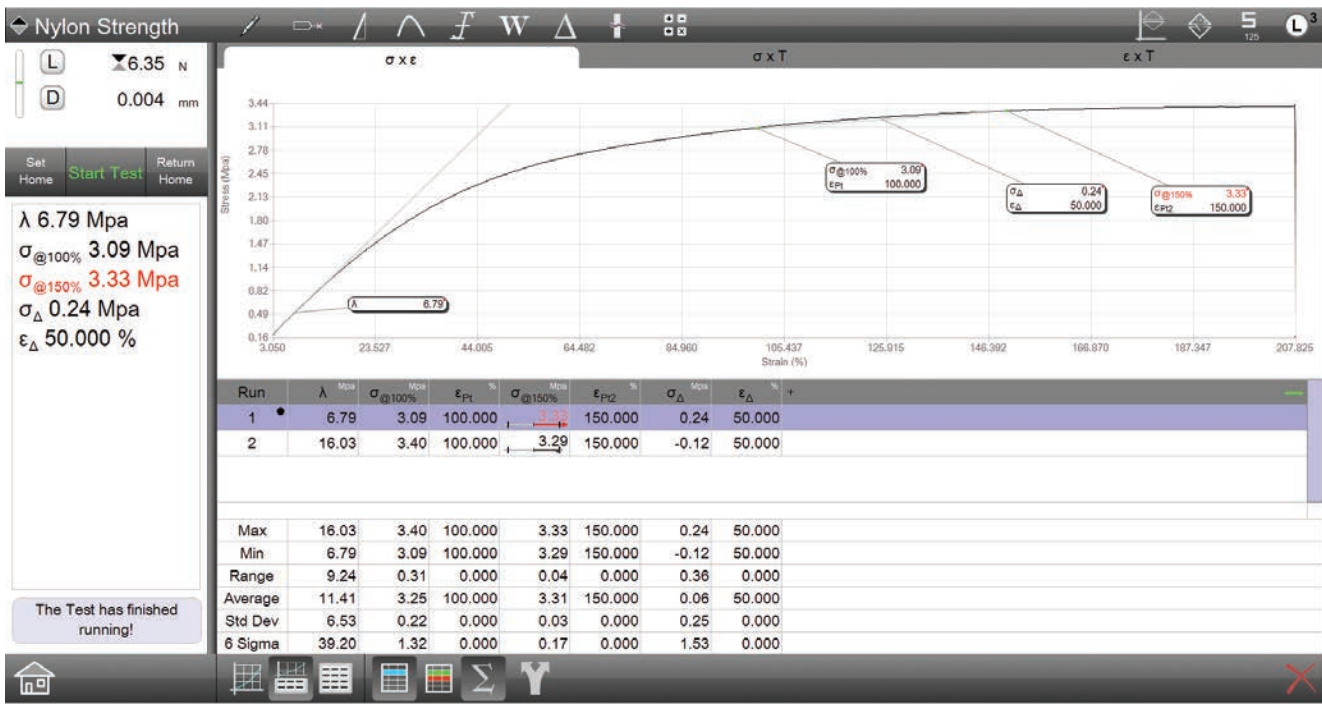 Nylon Strength
W
Δ
5
125
L 3
L 6.35 N
D 0.004 mm
Set Home
Start Test
Return Home
λ 6.79 Mpa
σ@100% 3.09 Mpa
σ@150% 3.33 Mpa
σΔ 0.24 Mpa
εΔ 50.000 %
The Test has finished
running!
σ x ε
σ x T
ε x T
Stress (Mpa)
3.44
3.11
2.78
2.45
2.13
1.80
1.47
1.14
0.82
0.49
0.16
σ@100% 3.09
εPt 100.000
σΔ 0.24
εΔ 50.000
σ@150% 3.33
εPt2 150.000
λ 6.79
3.050 23.527 44.005 64.482 84.960 105.437 125.915 146.392 166.870 187.347 207.825
Strain (%)
Run λ Mpa σ@100% Mpa εPt % σ@150% Mpa εPt2 % σΔ Mpa εΔ % +
1 6.79 3.09 100.000 3.33 150.000 0.24 50.000
2 16.03 3.40 100.000 3.29 150.000 -0.12 50.000
Max 16.03 3.40 100.000 3.33 150.000 0.24 50.000
Min 6.79 3.09 100.000 3.29 150.000 -0.12 50.000
Range 9.24 0.31 0.000 0.04 0.000 0.36 0.000
Average 11.41 3.25 100.000 3.31 150.000 0.06 50.000
Std Dev 6.53 0.22 0.000 0.03 0.000 0.25 0.000
6 Sigma 39.20 1.32 0.000 0.17 0.000 1.53 0.000
Σ